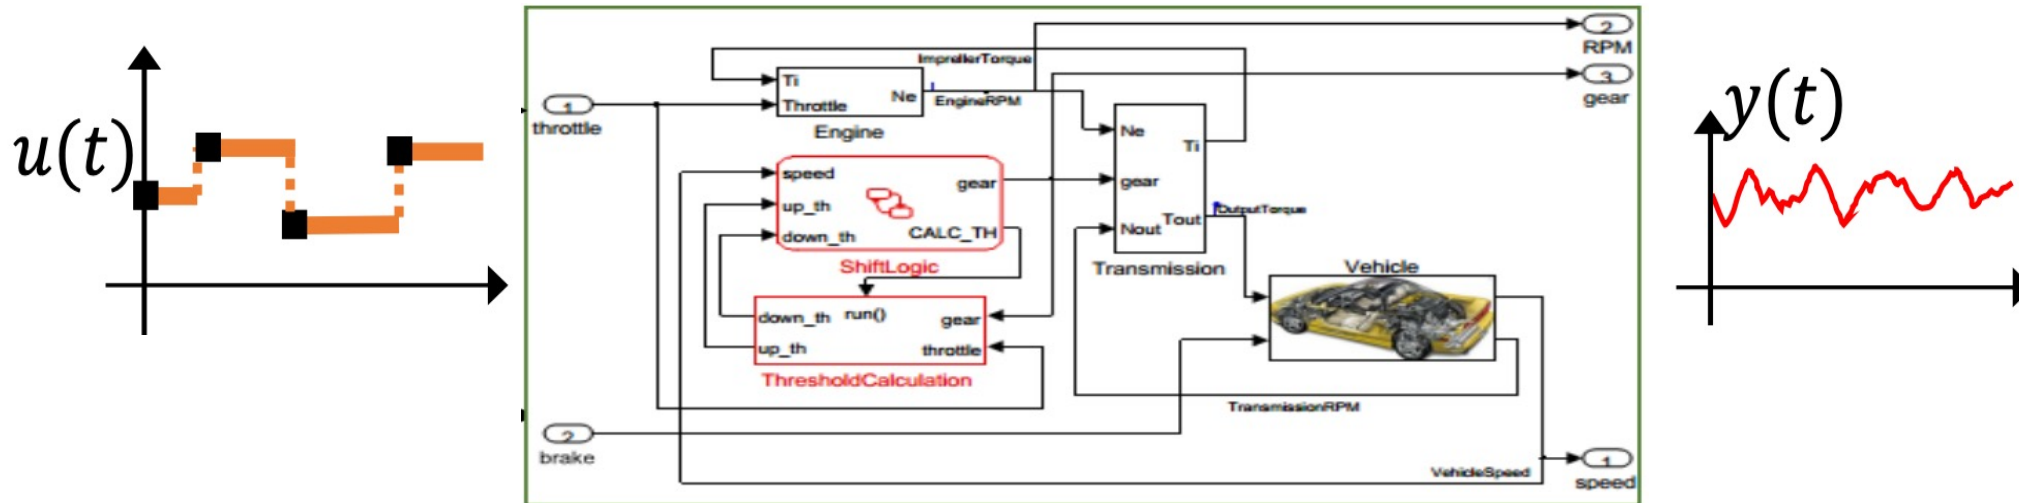 u(t)
1
throttle
Ti
Throttle
Ne
Engine
ImprellerTorque
EngineRPM
speed
up_th
down_th
gear
CALC_TH
ShiftLogic
down_th
up_th
run()
gear
throttle
ThresholdCalculation
Ne
gear
Nout
Ti
Tout
Transmission
OutputTorque
Vehicle
TransmissionRPM
2
brake
VehicleSpeed
2
RPM
3
gear
1
speed
y(t)